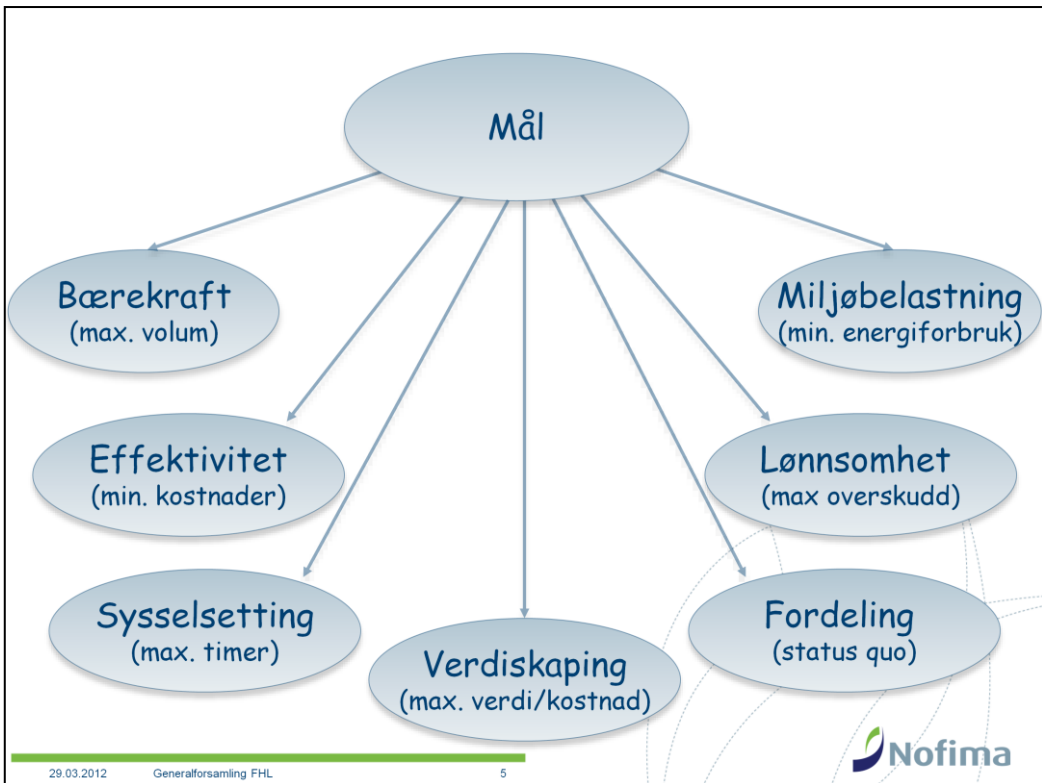 Mål
Bærekraft
(max. volum)
Miljøbelastning
(min. energiforbruk)
Effektivitet
(min. kostnader)
Lønnsomhet
(max overskudd)
Sysselsetting
(max. timer)
Verdiskaping
(max. verdi/kostnad)
Fordeling
(status quo)
29.03.2012 Generalforsamling FHL 5
Nofima